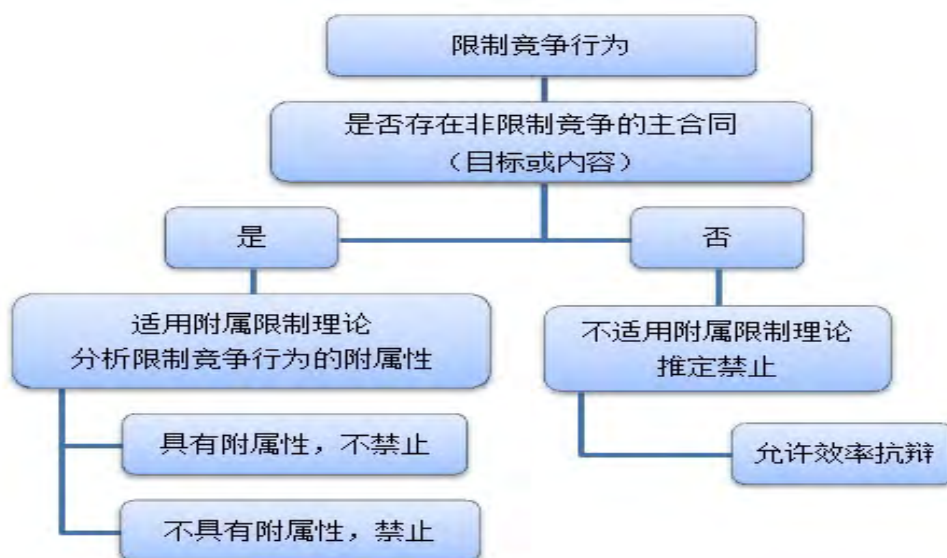 限制竞争行为
是否存在非限制竞争的主合同
（目标或内容）
是
否
适用附属限制理论
分析限制竞争行为的附属性
不适用附属限制理论
推定禁止
具有附属性，不禁止
允许效率抗辩
不具有附属性，禁止